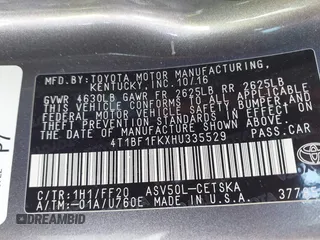 MFD. BY:TOYOTA MOTOR MANUFACTURING,
KENTUCKY,INC. 10/16
GVWR 4630LB GAWR FR 2625LB RR 2625LB
THIS VEHICLE CONFORMS TO ALL APPLICABLE
FEDERAL MOTOR VEHICLE SAFETY, BUMPER, AND
THEFT PREVENTION STANDARDS IN EFFECT ON
THE DATE OF MANUFACTURE SHOWN ABOVE.
4T1BF1FKXHU335529 PASS.CAR
C/TR:1H1/FF20 ASV50L-CETSKA
A/TM:-01A/U760E MADE IN U.S.A.
377
DREAMBID